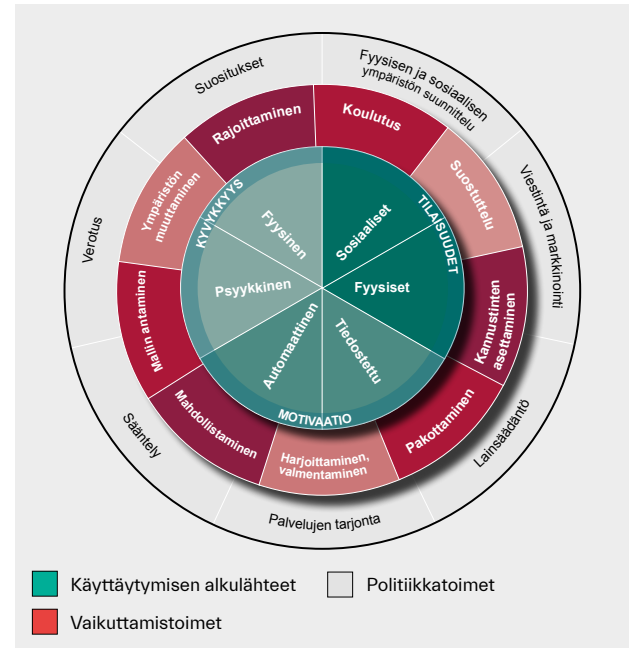 Suositukset
Fyysisen ja sosiaalisen
ympäristön suunnittelu
Viestintä ja markkinointi
Lainsäädäntö
Palvelujen tarjonta
Sääntely
Verotus
Rajoittaminen
Koulutus
Suostuttelu
Kannustinten
asettaminen
Pakottaminen
Harjoittaminen,
valmentaminen
Mahdollistaminen
Mallin antaminen
Ympäristön
muuttaminen
KYVYKKYYS
TILAISUUDET
MOTIVAATIO
Fyysinen
Sosiaaliset
Fyysiset
Tiedostettu
Automaattinen
Psyykkinen
Käyttäytymisen alkulähteet
Politiikkatoimet
Vaikuttamistoimet